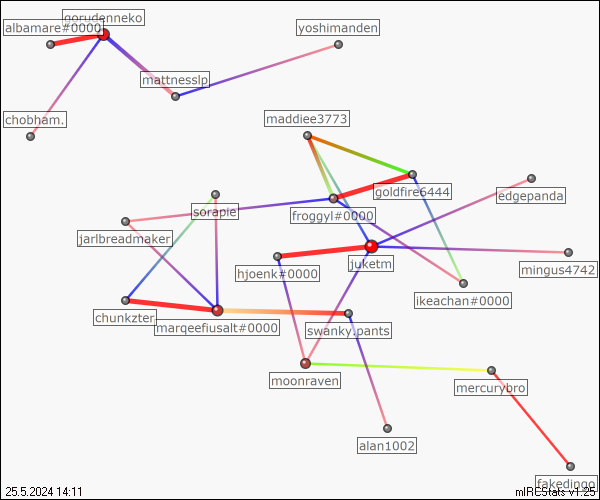 gorudenneko
albamare#0000
yoshimanden
mattnesslp
chobham.
maddiee3773
goldfire6444
edgepanda
sorapie
froggyl#0000
jarlbreadmaker
juketm
mingus4742
hjoenk#0000
ikeachan#0000
chunkzter
marqeefiusalt#0000
swanky.pants
moonraven
mercurybro
alan1002
fakedingo
25.5.2024 14:11
mIRCStats v1.25